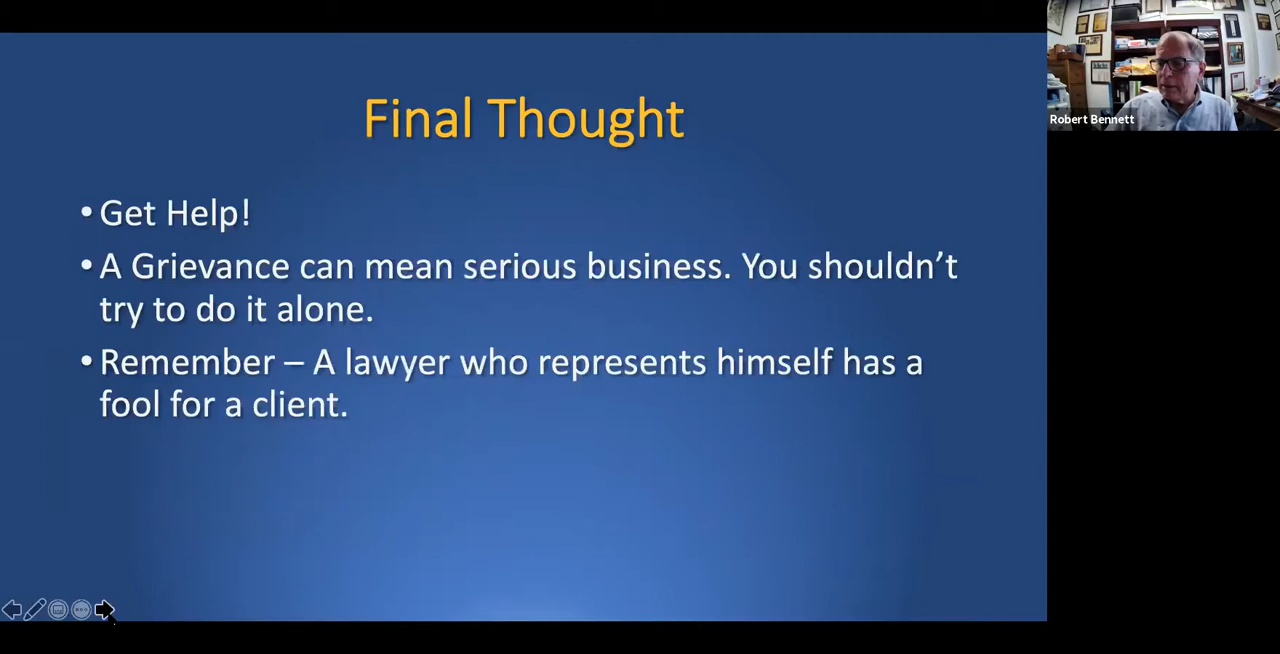 Final Thought
• Get Help!
• A Grievance can mean serious business. You shouldn’t
try to do it alone.
• Remember – A lawyer who represents himself has a
fool for a client.
Robert Bennett